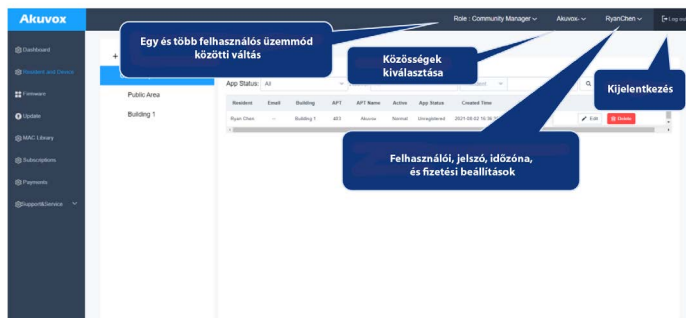 Akuvox
Role : Community Manager
Akuvox-
RyanChen
Log out
Egy és több felhasználós üzemmód
közötti váltás
Közösségek
kiválasztása
Kijelentkezés
Dashboard
Residents and Device
Firmware
Update
MAC Library
Subscriptions
Payments
Support&Service
+
Public Area
Building 1
App Status:
All
Resident Email Building APT APT Name Active App Status Created Time
Ryan Chen -- Building 1 403 Akuvox Normal Unregistered
Edit
Delete
Felhasználói, jelszó, időzóna,
és fizetési beállítások